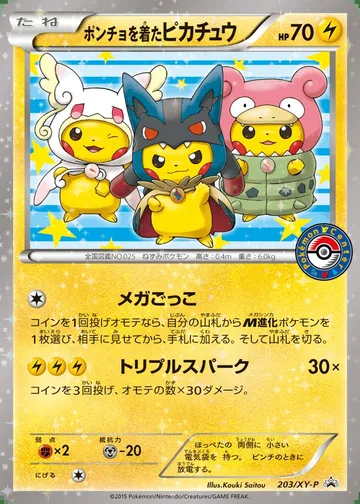 たね
ポンチョを着たピカチュウ
HP70
Pokémon Center
全国図鑑NO.025 ねずみポケモン 高さ：0.4m 重さ：6.0kg
メガごっこ
コインを1回投げオモテなら、自分の山札からM進化ポケモンを
1枚選び、相手に見せてから、手札に加える。そして山札を切る。
トリプルスパーク 30×
コインを3回投げ、オモテの数×30ダメージ。
弱点 抵抗力
×2 -20
にげる
ほっぺたの 両側に 小さい
電気袋を 持つ。ピンチのときに
放電する。
Illus.Kouki Saitou 203/XY-P PROMO
©2015 Pokémon/Nintendo/Creatures/GAME FREAK.